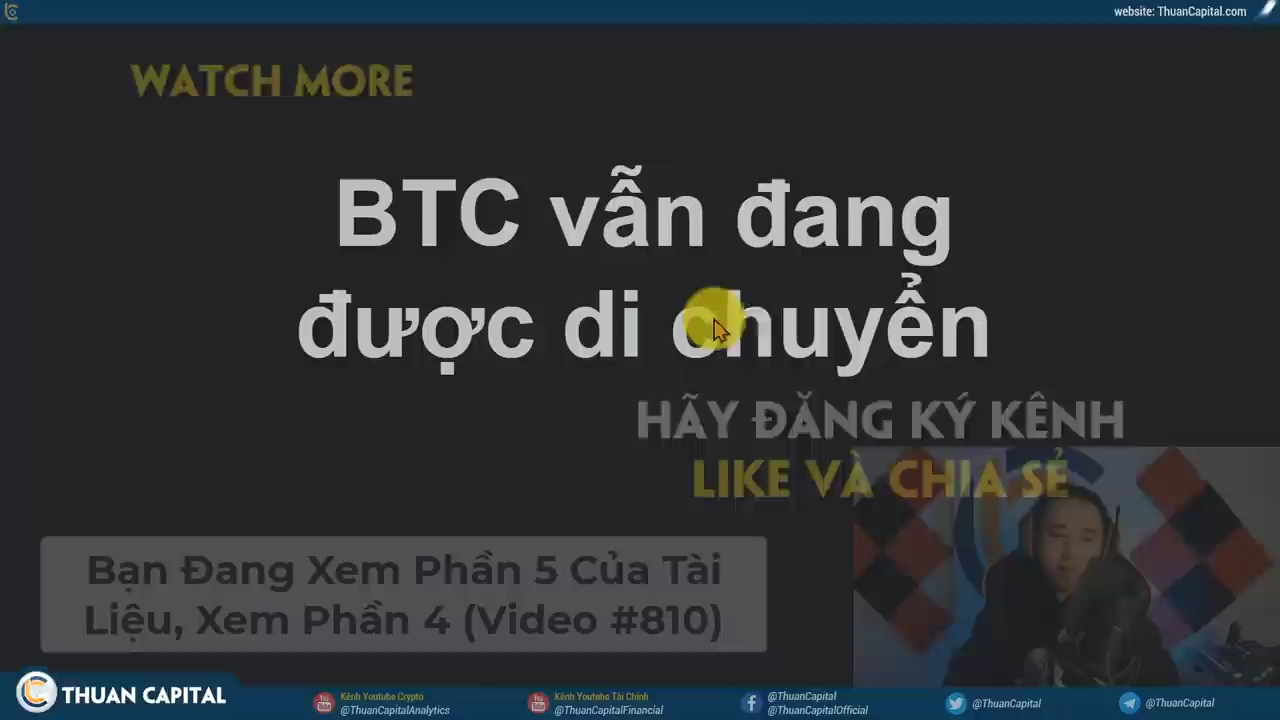 website: ThuanCapital.com
WATCH MORE
BTC vẫn đang
được di chuyển
HÃY ĐĂNG KÝ KÊNH
LIKE VÀ CHIA SẺ
Bạn Đang Xem Phần 5 Của Tài
Liệu, Xem Phần 4 (Video #810)
THUAN CAPITAL
Kênh Youtube Crypto
@ThuanCapitalAnalytics
Kênh Youtube Tài Chính
@ThuanCapitalFinancial
@ThuanCapital
@ThuanCapitalOfficial
@ThuanCapital
@ThuanCapital